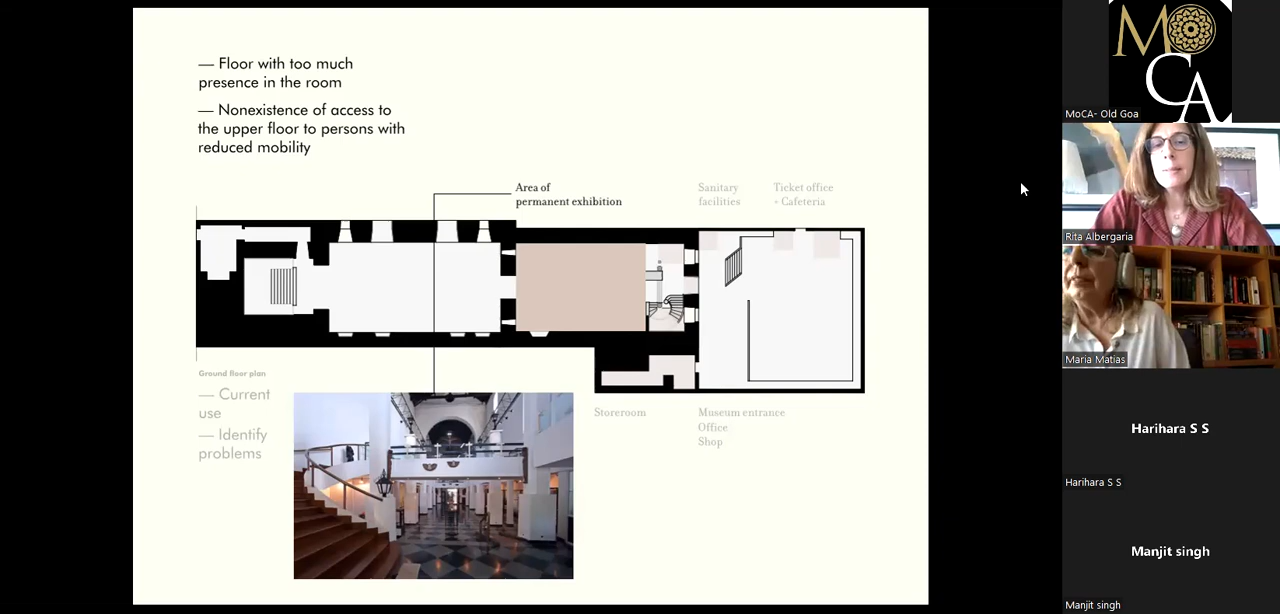 — Floor with too much
presence in the room
— Nonexistence of access to
the upper floor to persons with
reduced mobility
Area of
permanent exhibition
Sanitary
facilities
Ticket office
+ Cafeteria
Ground floor plan
— Current
use
— Identify
problems
Storeroom
Museum entrance
Office
Shop
MOCA
MoCA- Old Goa
Rita Albergaria
Maria Matias
Harihara S S
Harihara S S
Manjit singh
Manjit singh